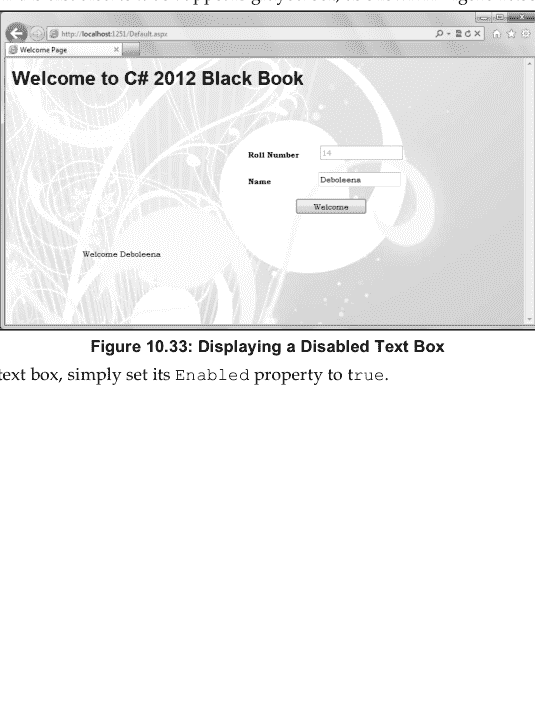 http://localhost:1251/Default.aspx
Welcome Page
Welcome to C# 2012 Black Book
Roll Number 14
Name Deboleena
Welcome
Welcome Deboleena
Figure 10.33: Displaying a Disabled Text Box
text box, simply set its Enabled property to true.